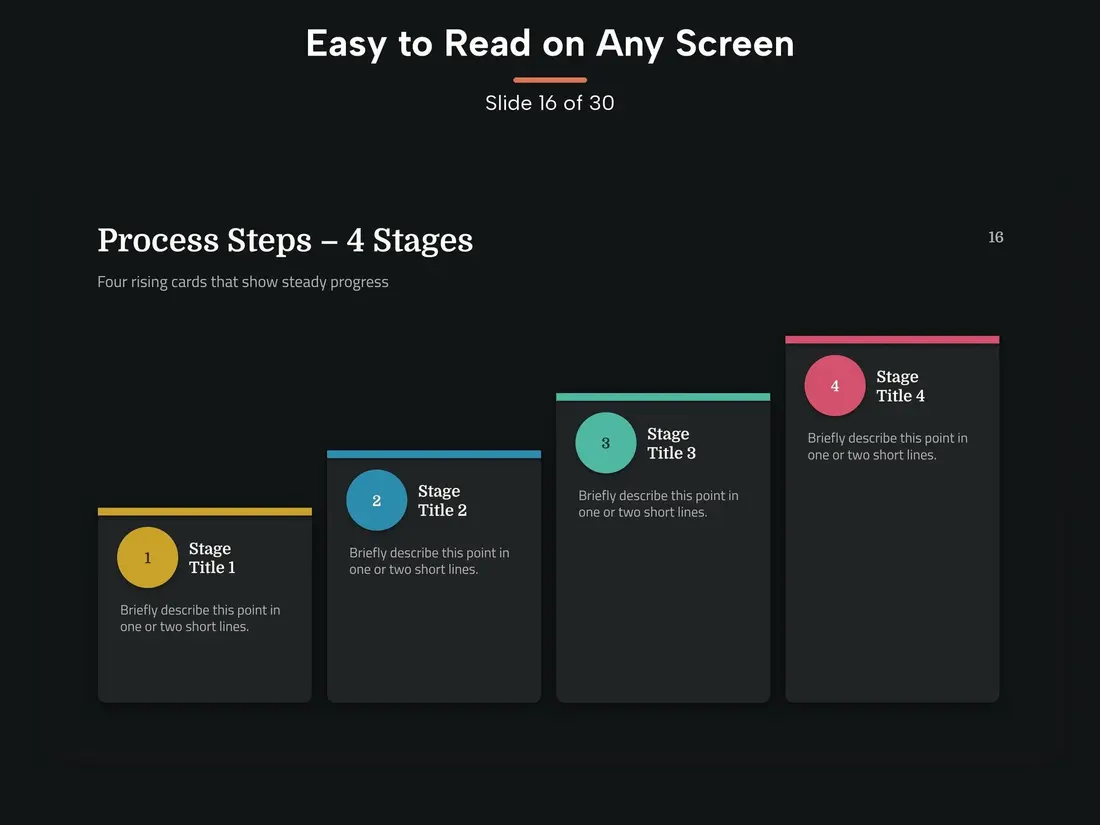 Easy to Read on Any Screen
Slide 16 of 30
Process Steps – 4 Stages
16
Four rising cards that show steady progress
1
Stage
Title 1
Briefly describe this point in
one or two short lines.
2
Stage
Title 2
Briefly describe this point in
one or two short lines.
3
Stage
Title 3
Briefly describe this point in
one or two short lines.
4
Stage
Title 4
Briefly describe this point in
one or two short lines.